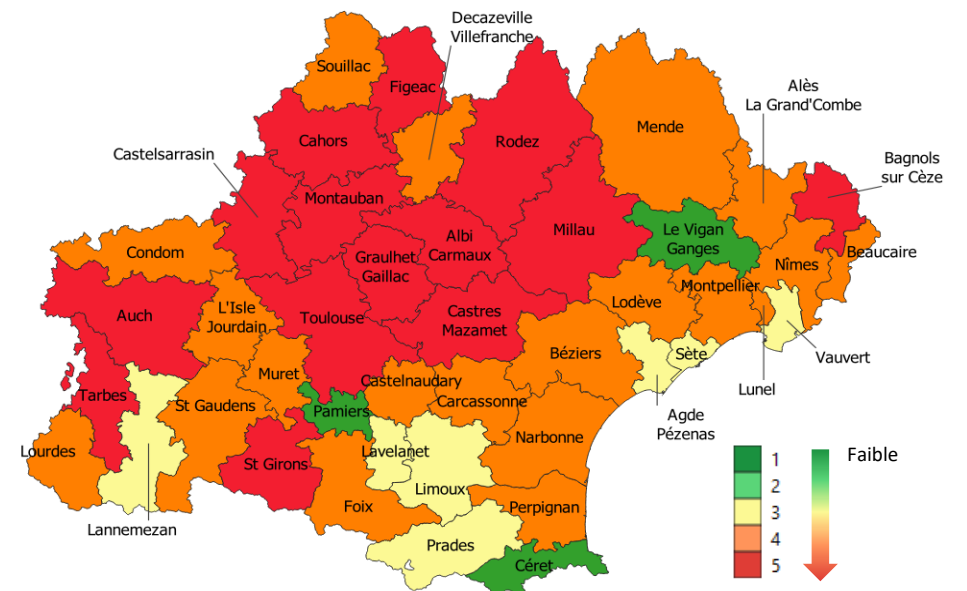 Decazeville
Villefranche
Souillac
Figeac
Alès
La Grand'Combe
Mende
Cahors
Rodez
Castelsarrasin
Bagnols
sur Cèze
Montauban
Le Vigan
Ganges
Millau
Albi
Carmaux
Graulhet
Gaillac
Condom
Beaucaire
Nîmes
Montpellier
L'Isle
Jourdain
Lodève
Auch
Toulouse
Castres
Mazamet
Béziers
Sète
Vauvert
Muret
Castelnaudary
Lunel
Tarbes
St Gaudens
Pamiers
Carcassonne
Agde
Pézenas
Narbonne
Lourdes
Lavelanet
St Girons
Limoux
Foix
Perpignan
Lannemezan
Prades
Céret
1
Faible
2
3
4
5